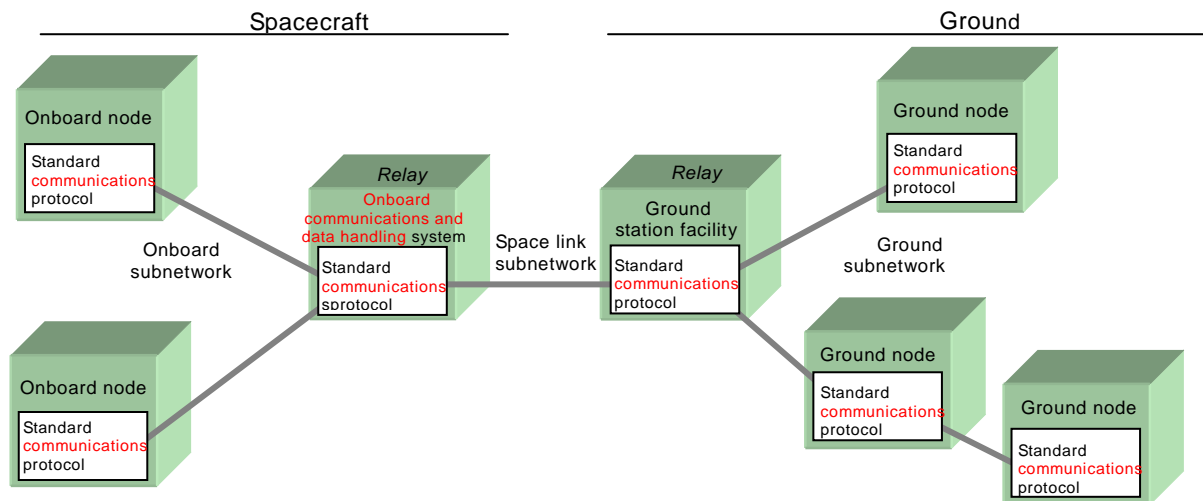 Spacecraft
Ground
Onboard node
Standard
communications
protocol
Onboard
subnetwork
Onboard node
Standard
communications
protocol
Relay
Onboard
communications and
data handling system
Standard
communications
sprotocol
Space link
subnetwork
Relay
Ground
station facility
Standard
communications
protocol
Ground node
Standard
communications
protocol
Ground
subnetwork
Ground node
Standard
communications
protocol
Ground node
Standard
communications
protocol